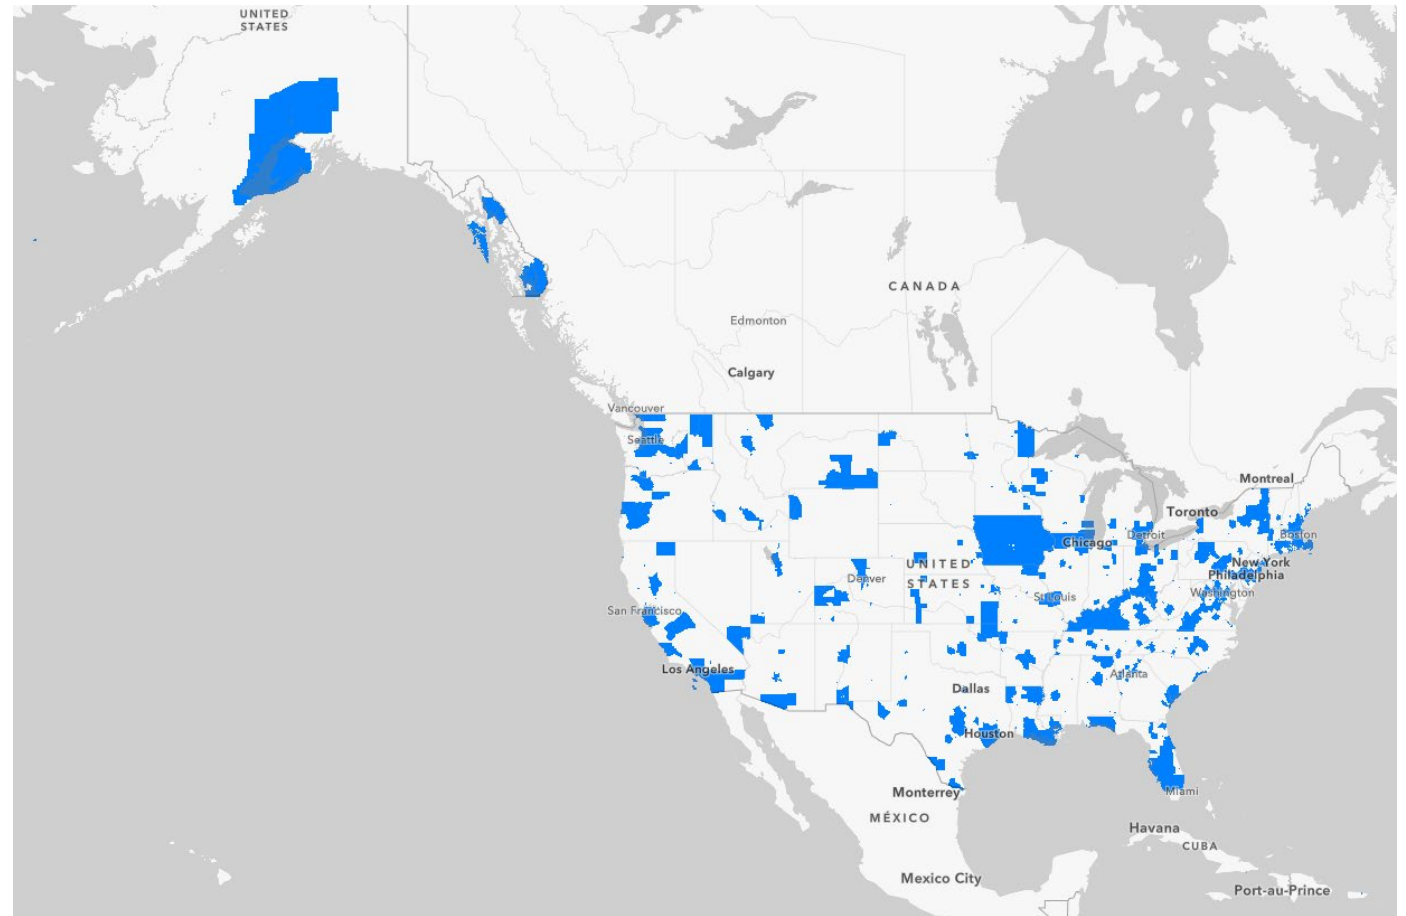 UNITED
STATES
CANADA
Edmonton
Calgary
Vancouver
Seattle
Montreal
Toronto
Boston
Detroit
Chicago
New York
Philadelphia
UNITED
STATES
Denver
Washington
St Louis
San Francisco
Los Angeles
Atlanta
Dallas
Houston
Monterrey
Miami
MÉXICO
Havana
CUBA
Mexico City
Port-au-Prince